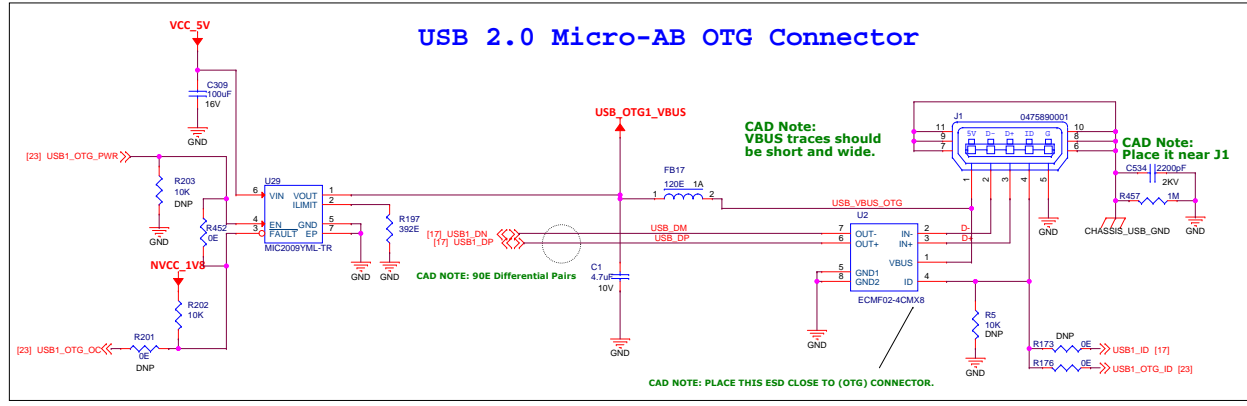 USB 2.0 Micro-AB OTG Connector
VCC_5V
C309
100uF
16V
GND
[23] USB1_OTG_PWR
R203
10K
DNP
GND
R452
0E
U29
6 VIN VOUT 1
ILIMIT 2
4 EN GND 5
3 FAULT EP 7
MIC2009YML-TR
R197
392E
GND
GND
NVCC_1V8
R202
10K
[23] USB1_OTG_OC
R201
0E
DNP
USB_OTG1_VBUS
FB17
120E 1A
1 2
USB_VBUS_OTG
[17] USB1_DN
[17] USB1_DP
USB_DM
USB_DP
CAD NOTE: 90E Differential Pairs
C1
4.7uF
10V
GND
U2
7 OUT- IN- 2
6 OUT+ IN+ 3
VBUS 1
5 GND1
8 GND2
ID 4
ECMF02-4CMX8
D-
D+
GND
CAD Note:
VBUS traces should
be short and wide.
J1
0475890001
5V D- D+ ID G
11
9
7
10
8
6
1 2 3 4 5
GND
CAD Note:
Place it near J1
C534 2200pF
2KV
R457 1M
CHASSIS_USB_GND
GND
R5
10K
DNP
GND
R173 DNP 0E USB1_ID [17]
R176 0E USB1_OTG_ID [23]
CAD NOTE: PLACE THIS ESD CLOSE TO (OTG) CONNECTOR.